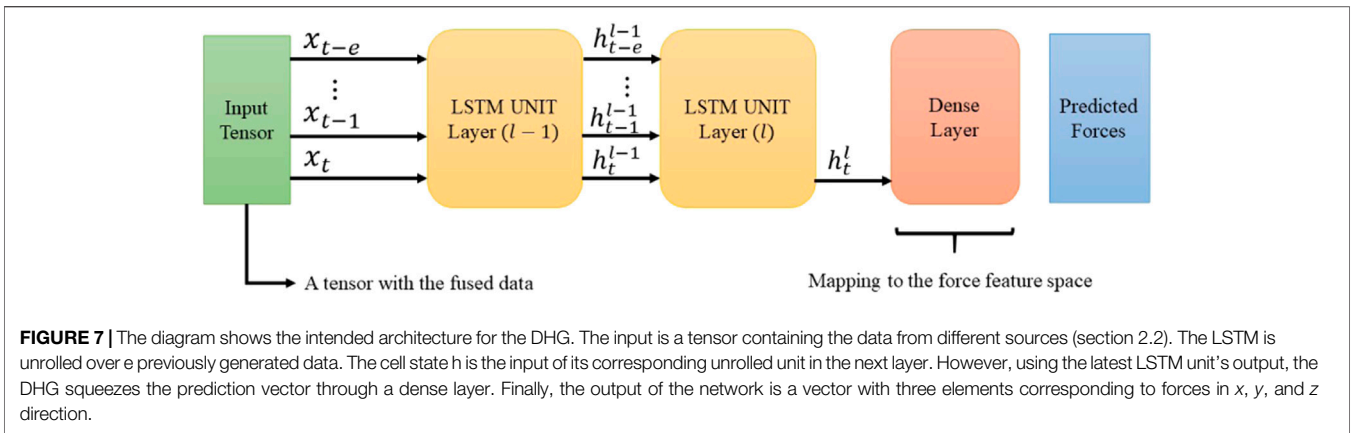 Input
Tensor
x_{t-e}
⋮
x_{t-1}
x_t
LSTM UNIT
Layer (l − 1)
h_{t-e}^{l-1}
⋮
h_{t-1}^{l-1}
h_t^{l-1}
LSTM UNIT
Layer (l)
h_t^l
Dense
Layer
Predicted
Forces
A tensor with the fused data
Mapping to the force feature space
FIGURE 7 | The diagram shows the intended architecture for the DHG. The input is a tensor containing the data from different sources (section 2.2). The LSTM is
unrolled over e previously generated data. The cell state h is the input of its corresponding unrolled unit in the next layer. However, using the latest LSTM unit's output, the
DHG squeezes the prediction vector through a dense layer. Finally, the output of the network is a vector with three elements corresponding to forces in x, y, and z
direction.